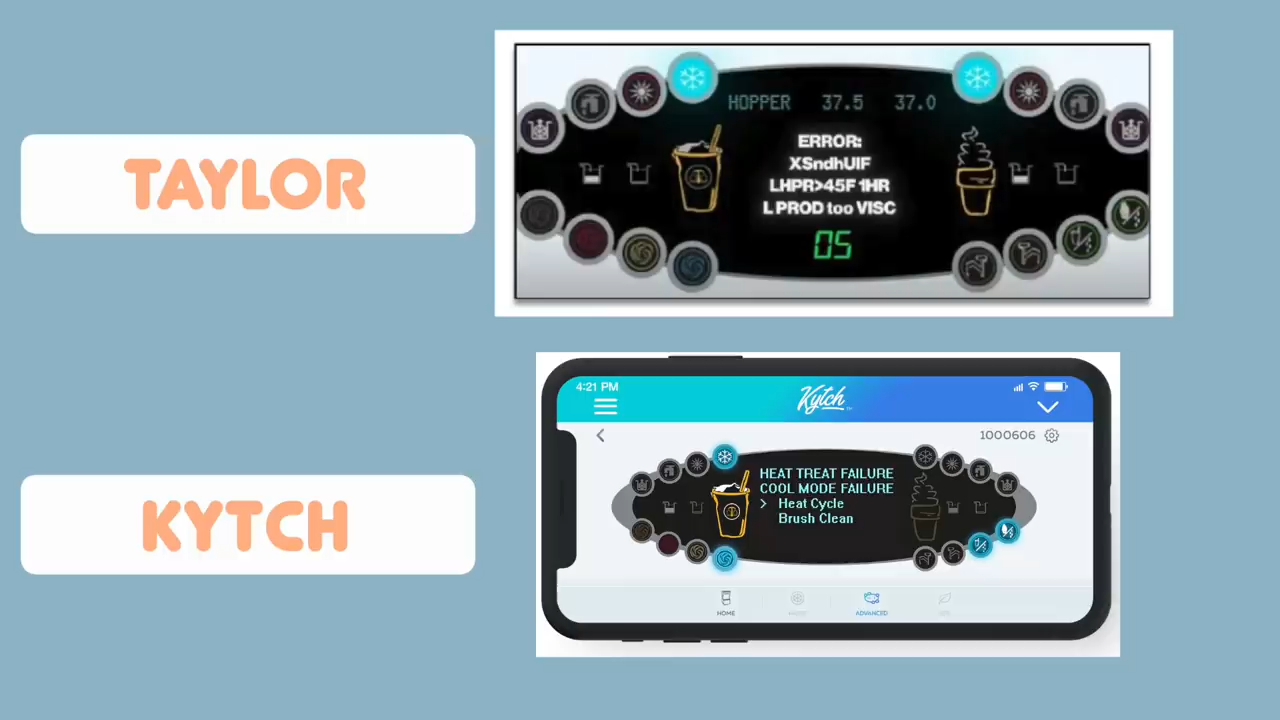 TAYLOR
HOPPER 37.5 37.0
ERROR:
XSndhUIF
LHPR>45F 1HR
L PROD too VISC
05
KYTCH
4:21 PM
Kytch
1000606
HEAT TREAT FAILURE
COOL MODE FAILURE
> Heat Cycle
Brush Clean
HOME
ADVANCED